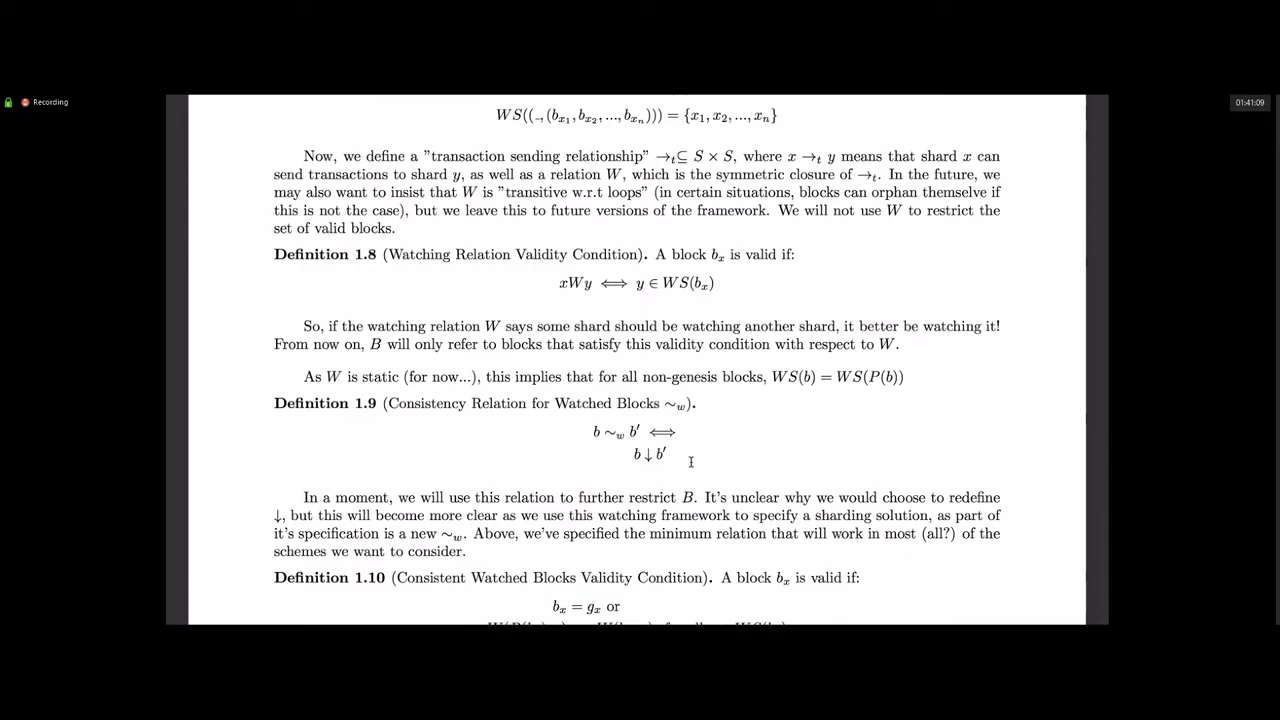 Recording
01:41:09
WS((_, (b_{x_1}, b_{x_2}, ..., b_{x_n}))) = {x_1, x_2, ..., x_n}
Now, we define a ”transaction sending relationship” →_t⊆ S × S, where x →_t y means that shard x can
send transactions to shard y, as well as a relation W, which is the symmetric closure of →_t. In the future, we
may also want to insist that W is ”transitive w.r.t loops” (in certain situations, blocks can orphan themself if
this is not the case), but we leave this to future versions of the framework. We will not use W to restrict the
set of valid blocks.
Definition 1.8 (Watching Relation Validity Condition). A block b_x is valid if:
xWy ⟺ y ∈ WS(b_x)
So, if the watching relation W says some shard should be watching another shard, it better be watching it!
From now on, B will only refer to blocks that satisfy this validity condition with respect to W.
As W is static (for now...), this implies that for all non-genesis blocks, WS(b) = WS(P(b))
Definition 1.9 (Consistency Relation for Watched Blocks ∼_w).
b ∼_w b′ ⟺
b ↓ b′
In a moment, we will use this relation to further restrict B. It's unclear why we would choose to redefine
↓, but this will become more clear as we use this watching framework to specify a sharding solution, as part of
it's specification is a new ∼_w. Above, we've specified the minimum relation that will work in most (all?) of the
schemes we want to consider.
Definition 1.10 (Consistent Watched Blocks Validity Condition). A block b_x is valid if:
b_x = g_x or